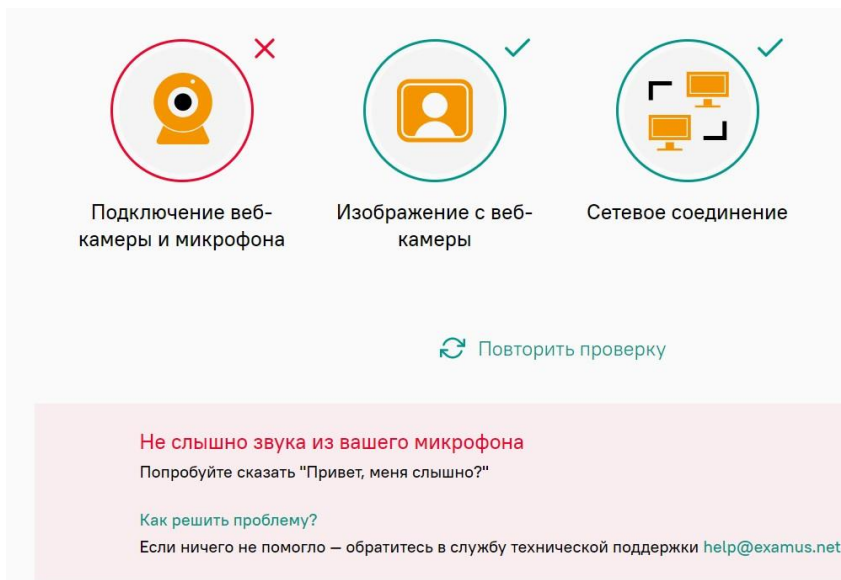 Подключение веб-
камеры и микрофона
Изображение с веб-
камеры
Сетевое соединение
Повторить проверку
Не слышно звука из вашего микрофона
Попробуйте сказать "Привет, меня слышно?"
Как решить проблему?
Если ничего не помогло — обратитесь в службу технической поддержки help@examus.net